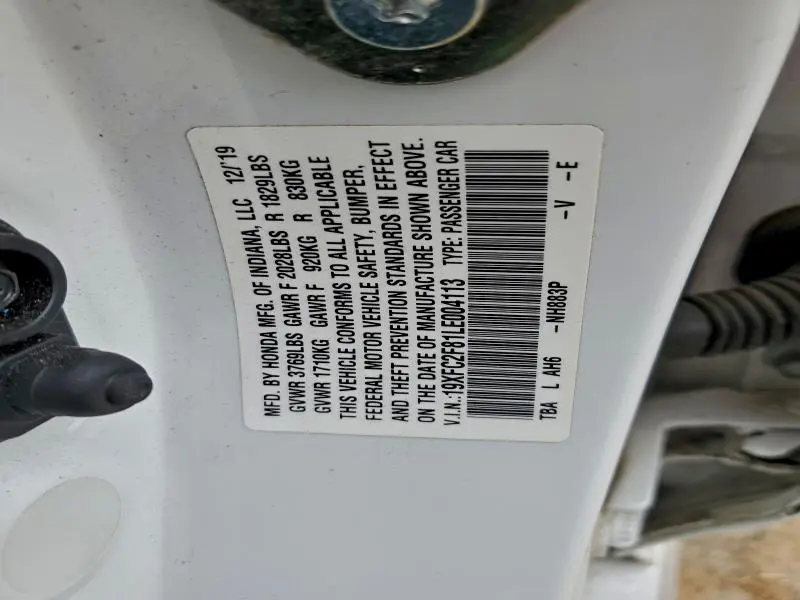 MFD. BY HONDA MFG. OF INDIANA, LLC 12/'19
GVWR 3769LBS GAWR F 2028LBS R 1829LBS
GVWR 1710KG GAWR F 920KG R 830KG
THIS VEHICLE CONFORMS TO ALL APPLICABLE
FEDERAL MOTOR VEHICLE SAFETY, BUMPER,
AND THEFT PREVENTION STANDARDS IN EFFECT
ON THE DATE OF MANUFACTURE SHOWN ABOVE.
V.I.N.:19XFC2F81LE004113 TYPE: PASSENGER CAR
TBA L AH6 -NH883P -V -E